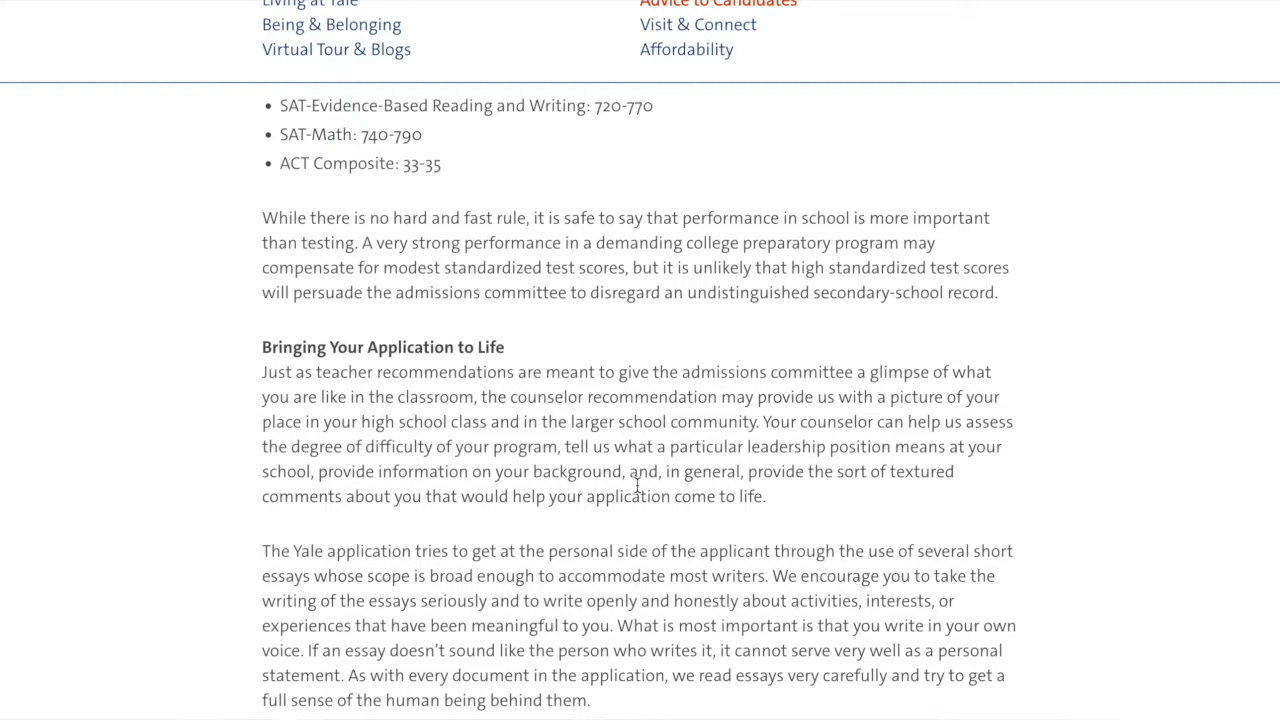 Living at Yale
Advice to Candidates
Being & Belonging
Visit & Connect
Virtual Tour & Blogs
Affordability
• SAT-Evidence-Based Reading and Writing: 720-770
• SAT-Math: 740-790
• ACT Composite: 33-35
While there is no hard and fast rule, it is safe to say that performance in school is more important
than testing. A very strong performance in a demanding college preparatory program may
compensate for modest standardized test scores, but it is unlikely that high standardized test scores
will persuade the admissions committee to disregard an undistinguished secondary-school record.
Bringing Your Application to Life
Just as teacher recommendations are meant to give the admissions committee a glimpse of what
you are like in the classroom, the counselor recommendation may provide us with a picture of your
place in your high school class and in the larger school community. Your counselor can help us assess
the degree of difficulty of your program, tell us what a particular leadership position means at your
school, provide information on your background, and, in general, provide the sort of textured
comments about you that would help your application come to life.
The Yale application tries to get at the personal side of the applicant through the use of several short
essays whose scope is broad enough to accommodate most writers. We encourage you to take the
writing of the essays seriously and to write openly and honestly about activities, interests, or
experiences that have been meaningful to you. What is most important is that you write in your own
voice. If an essay doesn't sound like the person who writes it, it cannot serve very well as a personal
statement. As with every document in the application, we read essays very carefully and try to get a
full sense of the human being behind them.